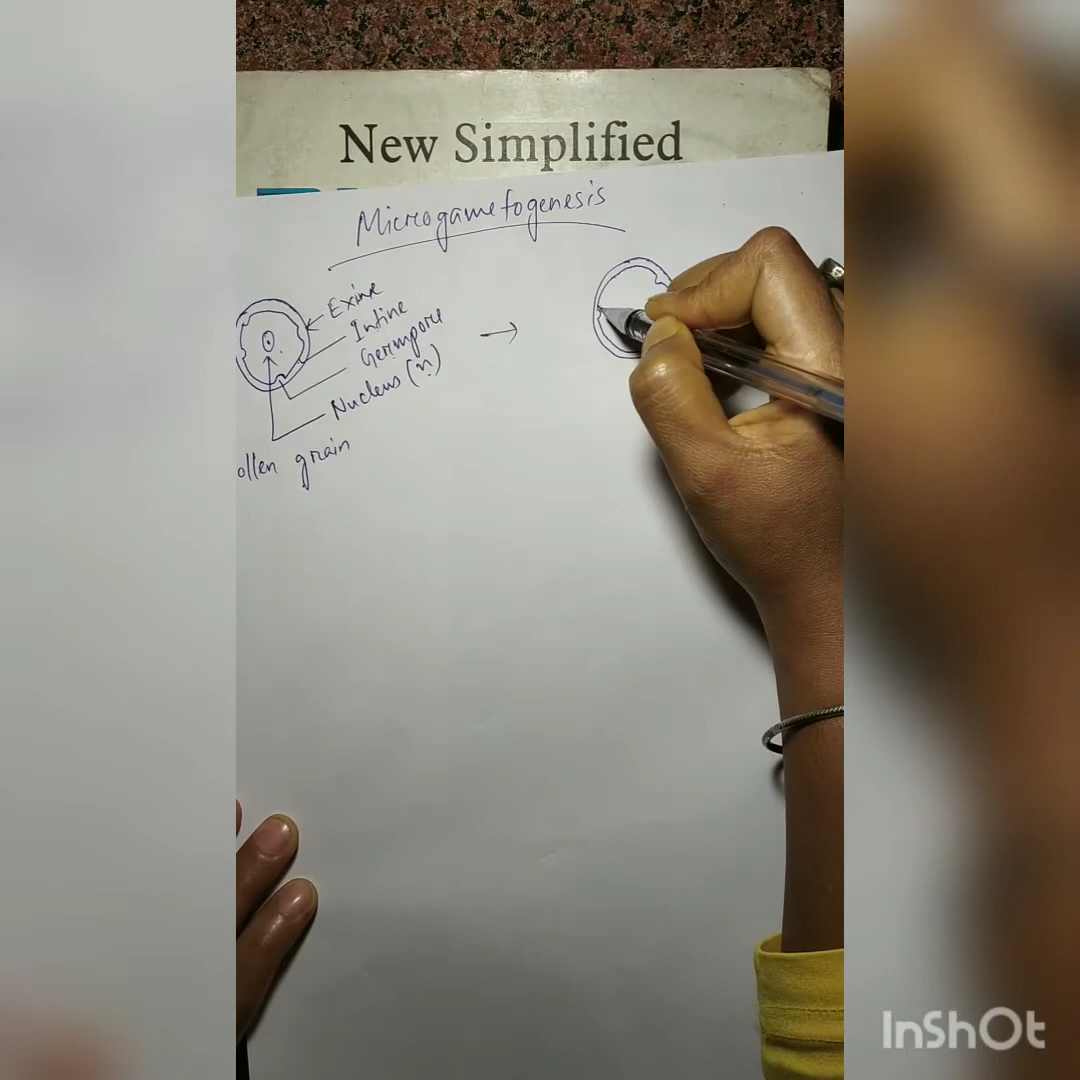 New Simplified
Microgametogenesis
Exine
Intine
Germpore
Nucleus (n)
ollen grain
InShOt